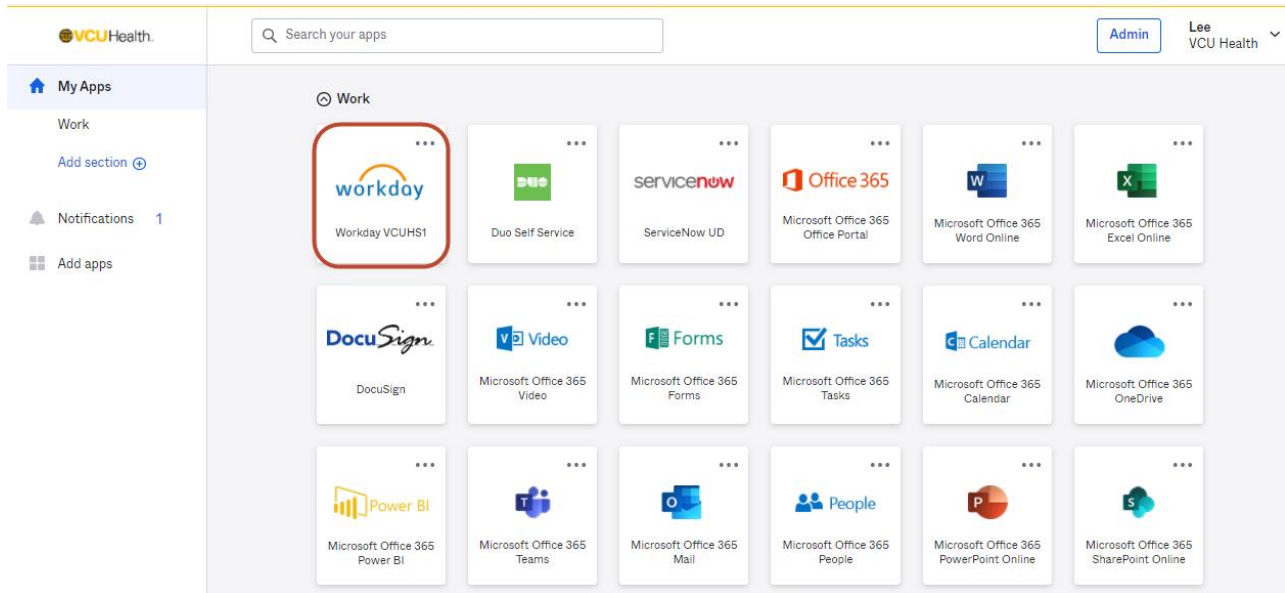 VCUHealth.
Search your apps
Admin
Lee
VCU Health
My Apps
Work
Add section
Notifications 1
Add apps
Work
workday
Workday VCUHS1
DUO
Duo Self Service
servicenow
ServiceNow UD
Office 365
Microsoft Office 365
Office Portal
W
Microsoft Office 365
Word Online
X
Microsoft Office 365
Excel Online
DocuSign
DocuSign
V Video
Microsoft Office 365
Video
F Forms
Microsoft Office 365
Forms
Tasks
Microsoft Office 365
Tasks
C Calendar
Microsoft Office 365
Calendar
Microsoft Office 365
OneDrive
Power BI
Microsoft Office 365
Power BI
T
Microsoft Office 365
Teams
O
Microsoft Office 365
Mail
People
Microsoft Office 365
People
P
Microsoft Office 365
PowerPoint Online
S
Microsoft Office 365
SharePoint Online